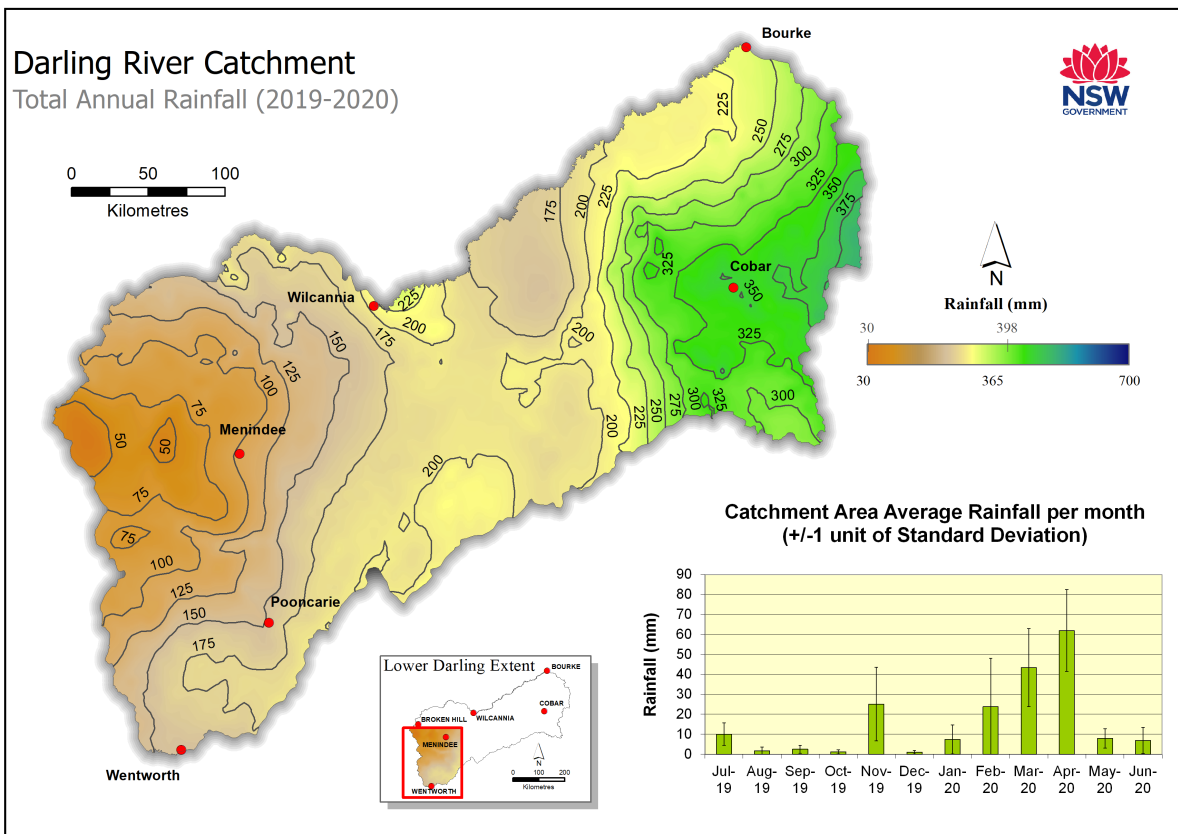 Darling River Catchment
Total Annual Rainfall (2019-2020)
0 50 100
Kilometres
Bourke
NSW
GOVERNMENT
225
250
275
300
325
350
375
175
200
225
325
Cobar
350
325
300
N
Rainfall (mm)
30 398
30 365 700
Wilcannia
225
200
175
150
125
100
75
50
50
Menindee
75
75
100
125
150
175
Pooncarie
Wentworth
200
200
200
225
250
275
300
325
Lower Darling Extent
BOURKE
COBAR
WILCANNIA
BROKEN HILL
MENINDEE
WENTWORTH
N
0 100 200
Kilometres
Catchment Area Average Rainfall per month
(+/-1 unit of Standard Deviation)
Rainfall (mm)
90
80
70
60
50
40
30
20
10
0
Jul- Aug- Sep- Oct- Nov- Dec- Jan- Feb- Mar- Apr- May- Jun-
19 19 19 19 19 19 20 20 20 20 20 20